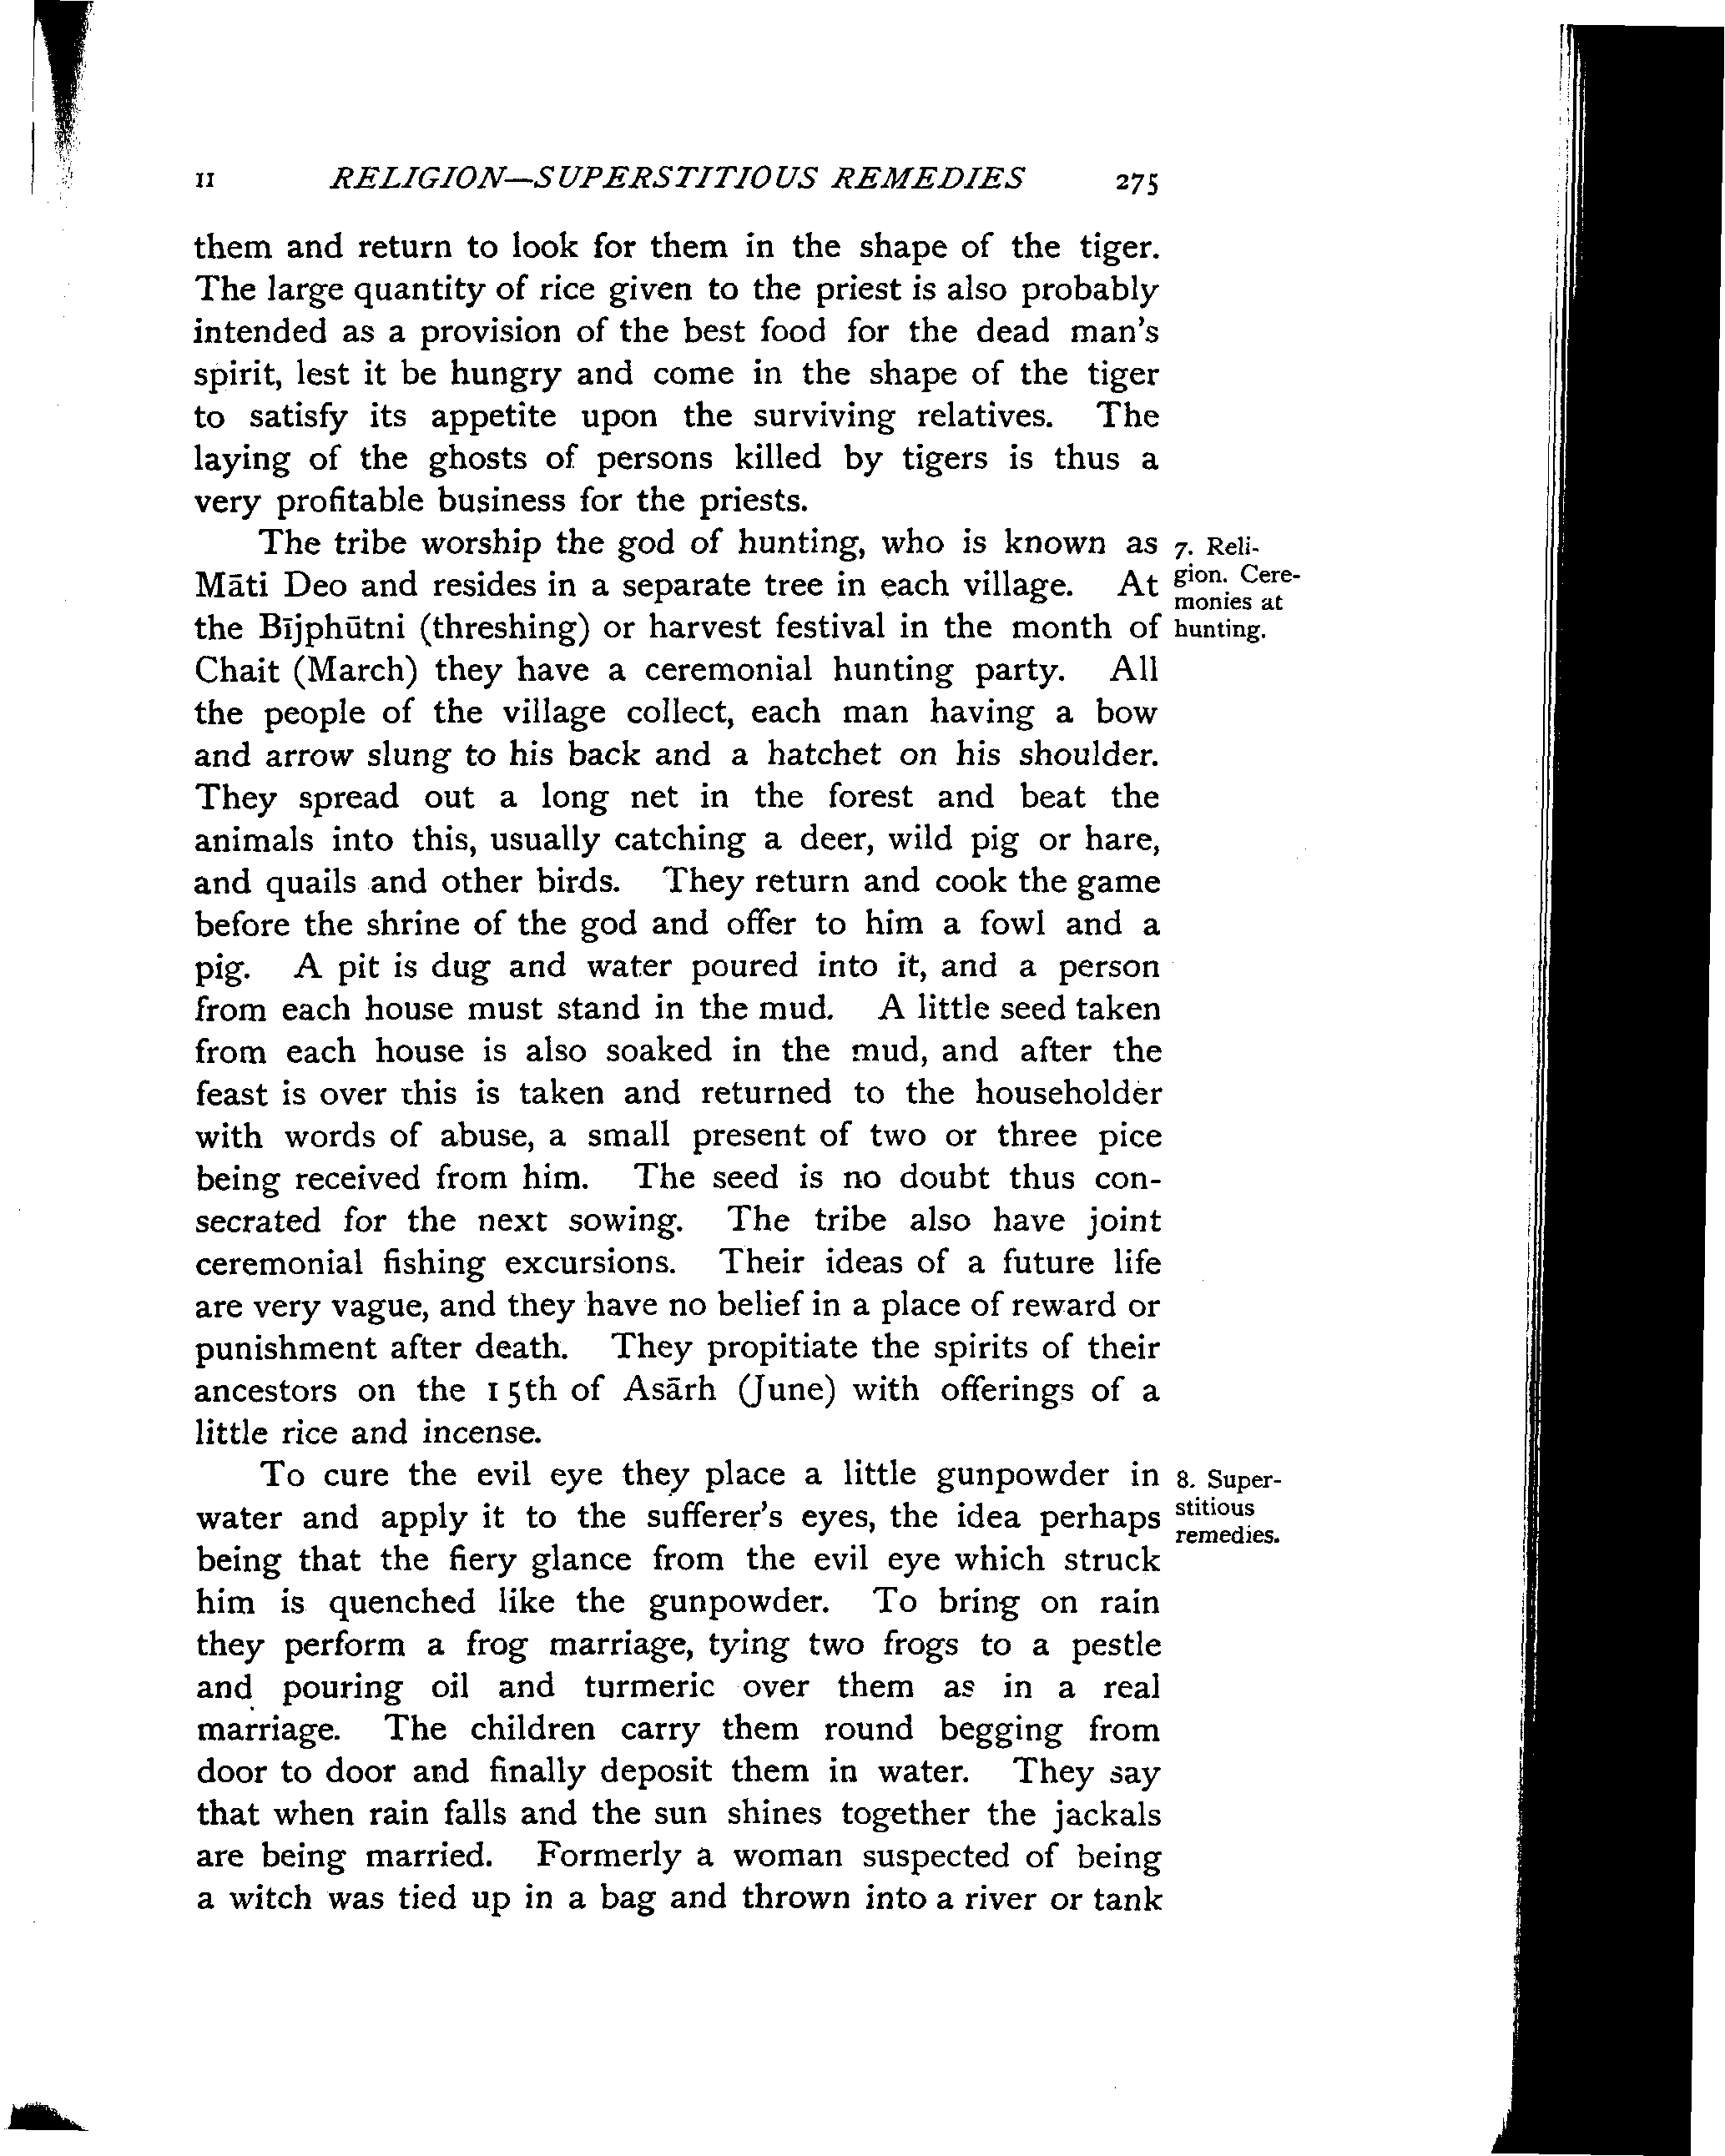 II RELIGION—SUPERSTITIOUS REMEDIES 275
them and return to look for them in the shape of the tiger.
The large quantity of rice given to the priest is also probably
intended as a provision of the best food for the dead man's
spirit, lest it be hungry and come in the shape of the tiger
to satisfy its appetite upon the surviving relatives. The
laying of the ghosts of persons killed by tigers is thus a
very profitable business for the priests.
The tribe worship the god of hunting, who is known as
Māti Deo and resides in a separate tree in each village. At
the Bījphūtni (threshing) or harvest festival in the month of
Chait (March) they have a ceremonial hunting party. All
the people of the village collect, each man having a bow
and arrow slung to his back and a hatchet on his shoulder.
They spread out a long net in the forest and beat the
animals into this, usually catching a deer, wild pig or hare,
and quails and other birds. They return and cook the game
before the shrine of the god and offer to him a fowl and a
pig. A pit is dug and water poured into it, and a person
from each house must stand in the mud. A little seed taken
from each house is also soaked in the mud, and after the
feast is over this is taken and returned to the householder
with words of abuse, a small present of two or three pice
being received from him. The seed is no doubt thus con-
secrated for the next sowing. The tribe also have joint
ceremonial fishing excursions. Their ideas of a future life
are very vague, and they have no belief in a place of reward or
punishment after death. They propitiate the spirits of their
ancestors on the 15th of Asārh (June) with offerings of a
little rice and incense.
7. Reli-
gion. Cere-
monies at
hunting.
To cure the evil eye they place a little gunpowder in
water and apply it to the sufferer's eyes, the idea perhaps
being that the fiery glance from the evil eye which struck
him is quenched like the gunpowder. To bring on rain
they perform a frog marriage, tying two frogs to a pestle
and pouring oil and turmeric over them as in a real
marriage. The children carry them round begging from
door to door and finally deposit them in water. They say
that when rain falls and the sun shines together the jackals
are being married. Formerly a woman suspected of being
a witch was tied up in a bag and thrown into a river or tank
8. Super-
stitious
remedies.